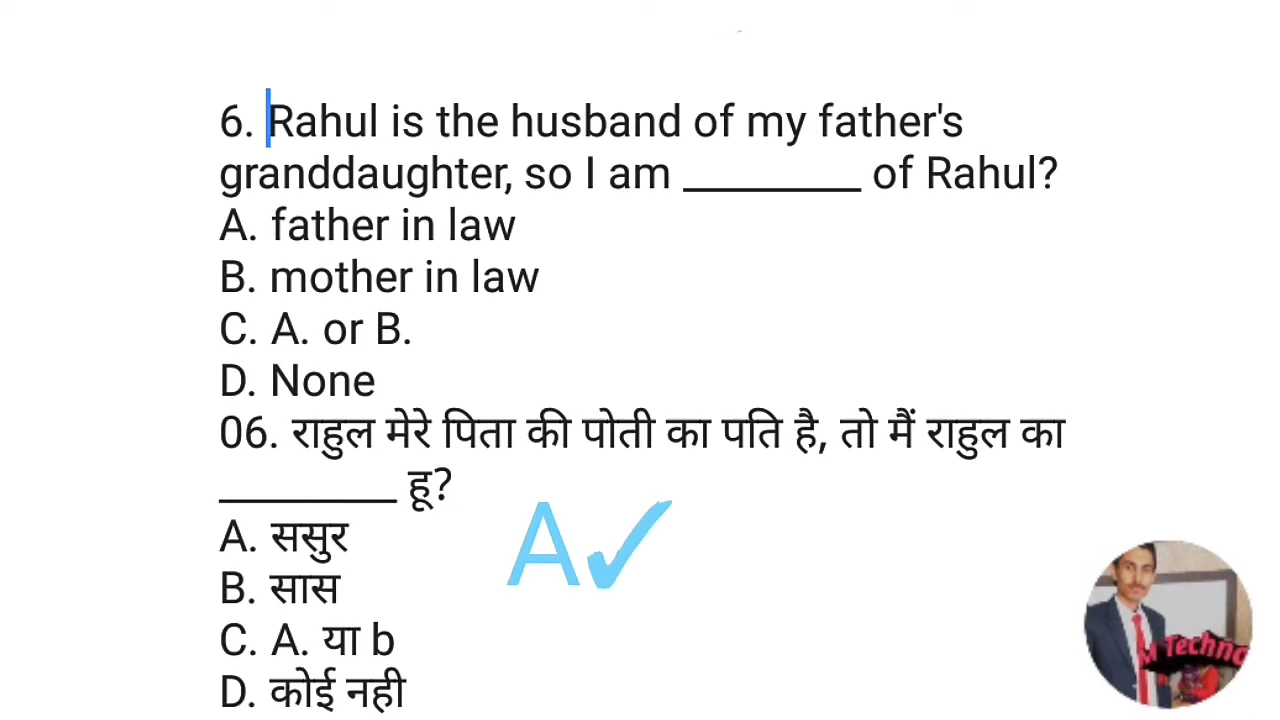 6. Rahul is the husband of my father's
granddaughter, so I am ________ of Rahul?
A. father in law
B. mother in law
C. A. or B.
D. None
06. राहुल मेरे पिता की पोती का पति है, तो मैं राहुल का
________ हू?
A. ससुर
B. सास
C. A. या b
D. कोई नही
A✓
M Techno